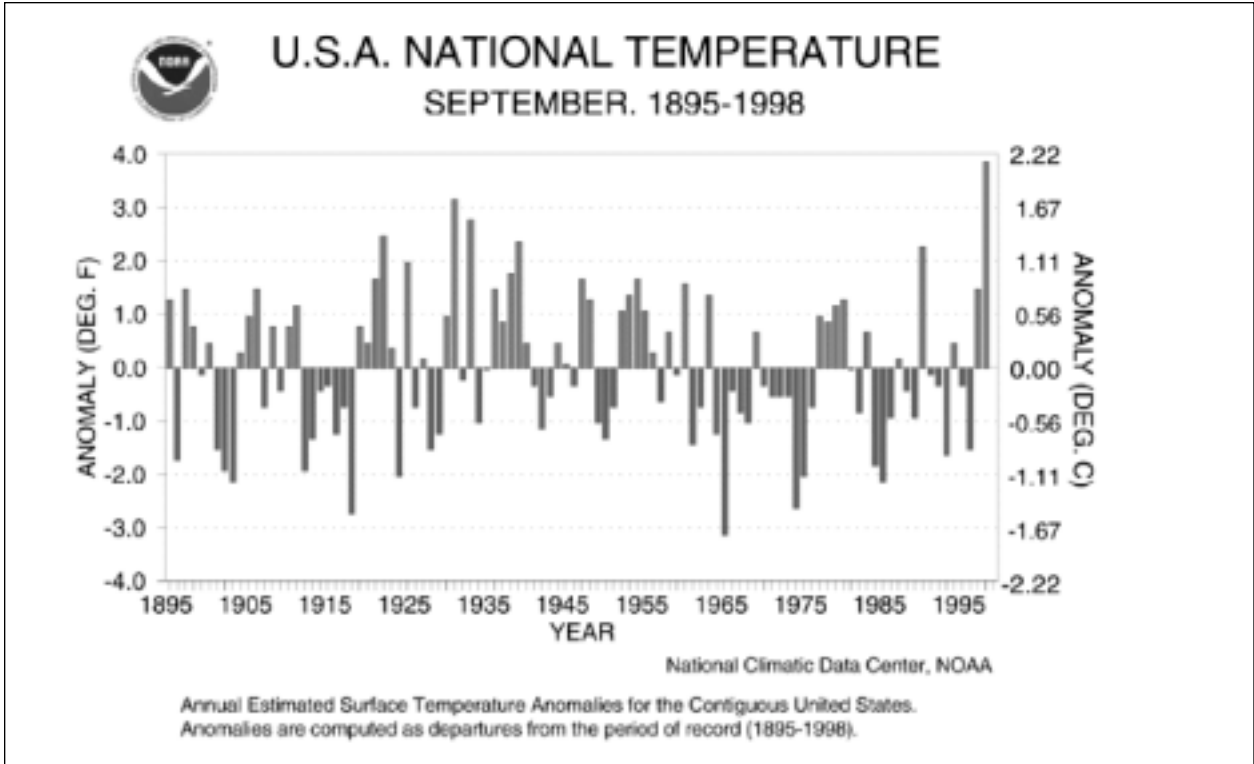 NOAA
U.S.A. NATIONAL TEMPERATURE
SEPTEMBER. 1895-1998
4.0
3.0
2.0
1.0
0.0
-1.0
-2.0
-3.0
-4.0
ANOMALY (DEG. F)
2.22
1.67
1.11
0.56
0.00
-0.56
-1.11
-1.67
-2.22
ANOMALY (DEG. C)
1895 1905 1915 1925 1935 1945 1955 1965 1975 1985 1995
YEAR
National Climatic Data Center, NOAA
Annual Estimated Surface Temperature Anomalies for the Contiguous United States.
Anomalies are computed as departures from the period of record (1895-1998).